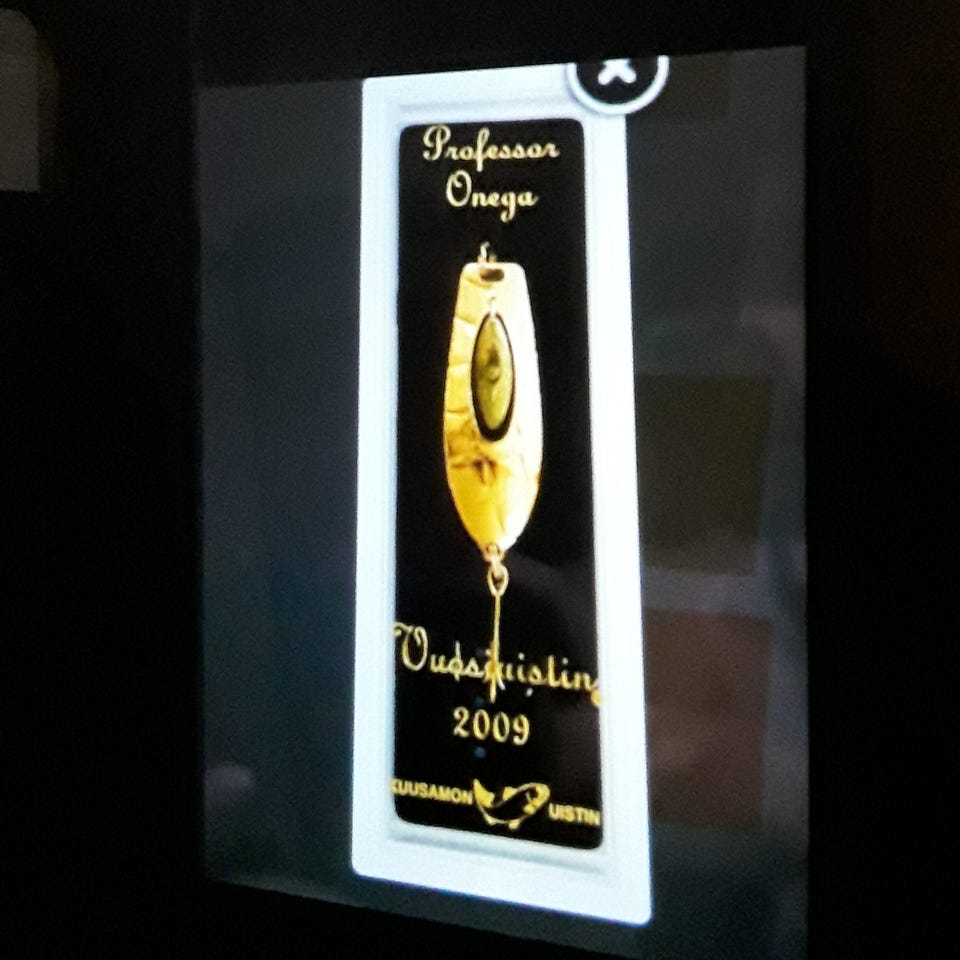 Professor
Onega
Vuosiuistin
2009
KUUSAMON UISTIN